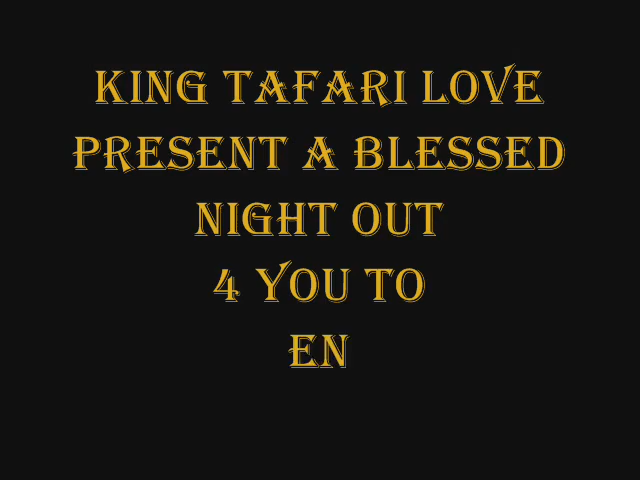 KING TAFARI LOVE
PRESENT A BLESSED
NIGHT OUT
4 YOU TO
EN